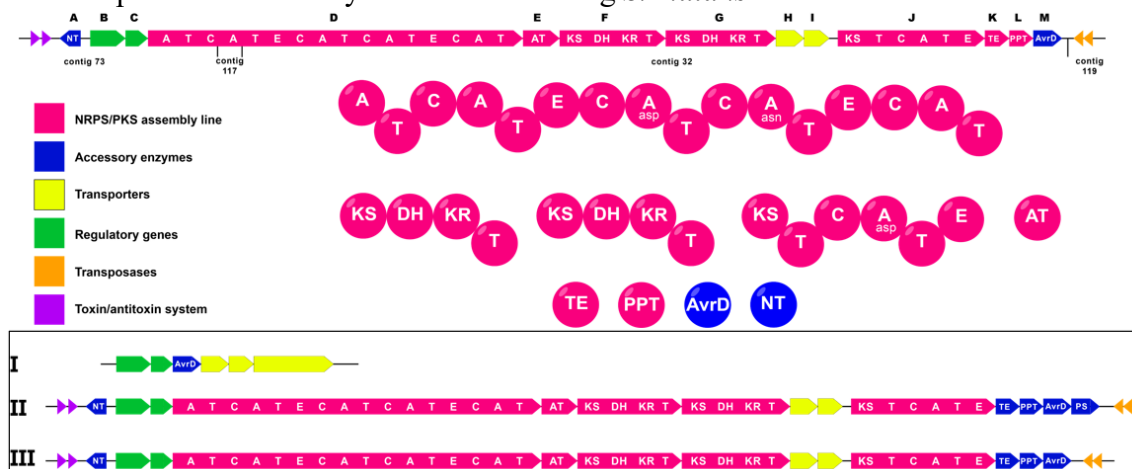 A B C D E F G H I J K L M
NT A T C A T E C A T C A T E C A T AT KS DH KR T KS DH KR T KS T C A T E TE PPT AvrD
contig 73 contig 117 contig 32 contig 119
NRPS/PKS assembly line
Accessory enzymes
Transporters
Regulatory genes
Transposases
Toxin/antitoxin system
A T C A T E C A asp T C A asn T E C A T
KS DH KR T KS DH KR T KS T C A asp T E AT
TE PPT AvrD NT
I AvrD
II NT A T C A T E C A T C A T E C A T AT KS DH KR T KS DH KR T KS T C A T E TE PPT AvrD PS
III NT A T C A T E C A T C A T E C A T AT KS DH KR T KS DH KR T KS T C A T E TE PPT AvrD